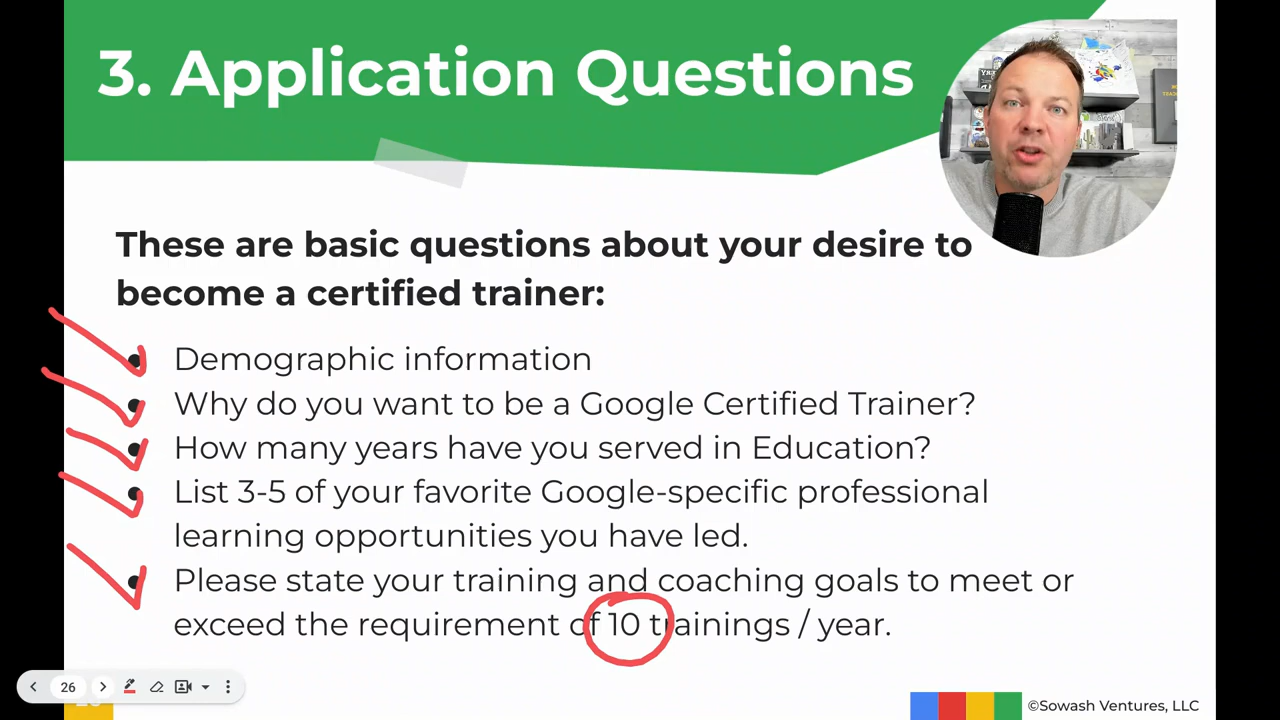 3. Application Questions
These are basic questions about your desire to
become a certified trainer:
Demographic information
Why do you want to be a Google Certified Trainer?
How many years have you served in Education?
List 3-5 of your favorite Google-specific professional
learning opportunities you have led.
Please state your training and coaching goals to meet or
exceed the requirement of 10 trainings / year.
26
©Sowash Ventures, LLC